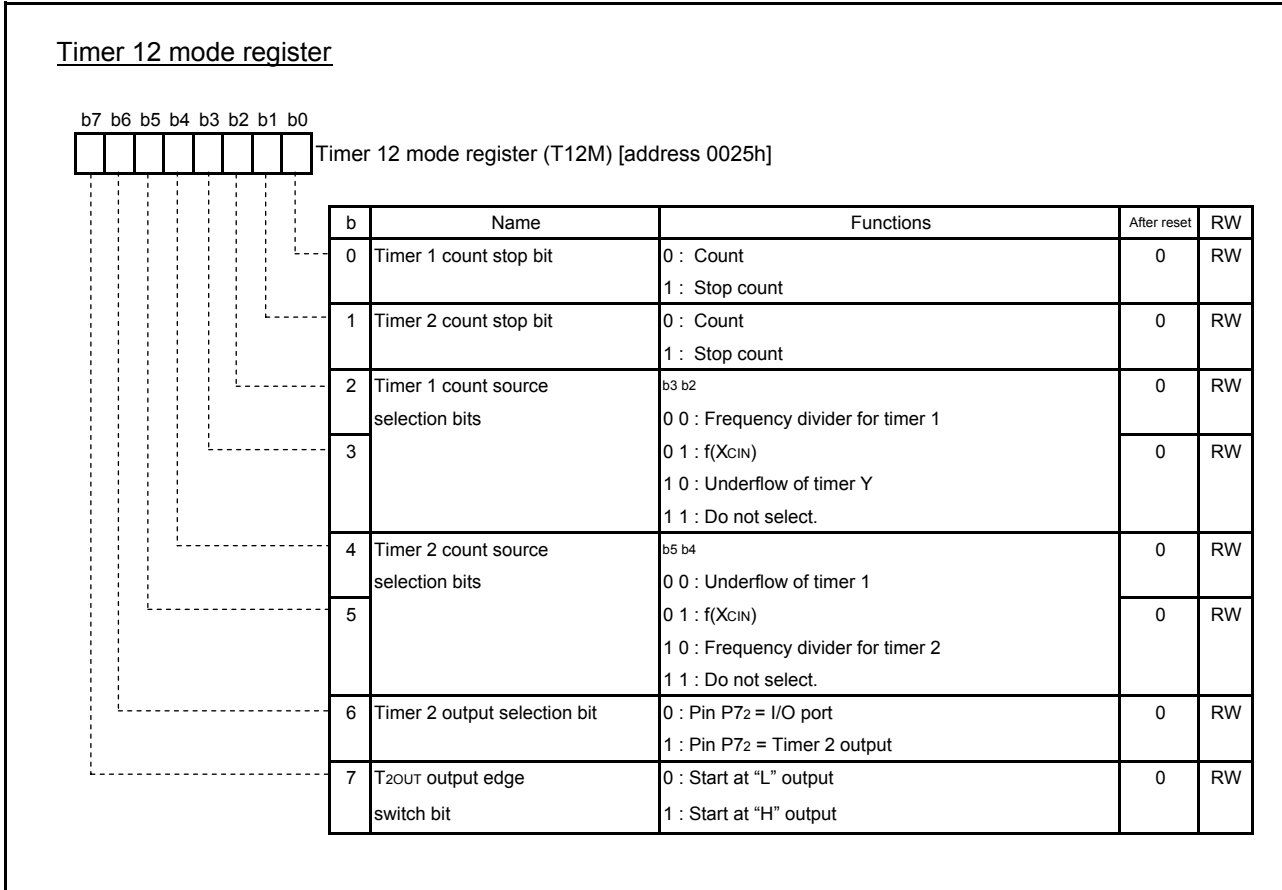 Timer 12 mode register
b7 b6 b5 b4 b3 b2 b1 b0
Timer 12 mode register (T12M) [address 0025h]
b Name Functions After reset RW
0 Timer 1 count stop bit 0 : Count 0 RW
1 : Stop count
1 Timer 2 count stop bit 0 : Count 0 RW
1 : Stop count
2 Timer 1 count source b3 b2 0 RW
selection bits 0 0 : Frequency divider for timer 1
3 0 1 : f(XCIN) 0 RW
1 0 : Underflow of timer Y
1 1 : Do not select.
4 Timer 2 count source b5 b4 0 RW
selection bits 0 0 : Underflow of timer 1
5 0 1 : f(XCIN) 0 RW
1 0 : Frequency divider for timer 2
1 1 : Do not select.
6 Timer 2 output selection bit 0 : Pin P72 = I/O port 0 RW
1 : Pin P72 = Timer 2 output
7 T2OUT output edge 0 : Start at “L” output 0 RW
switch bit 1 : Start at “H” output